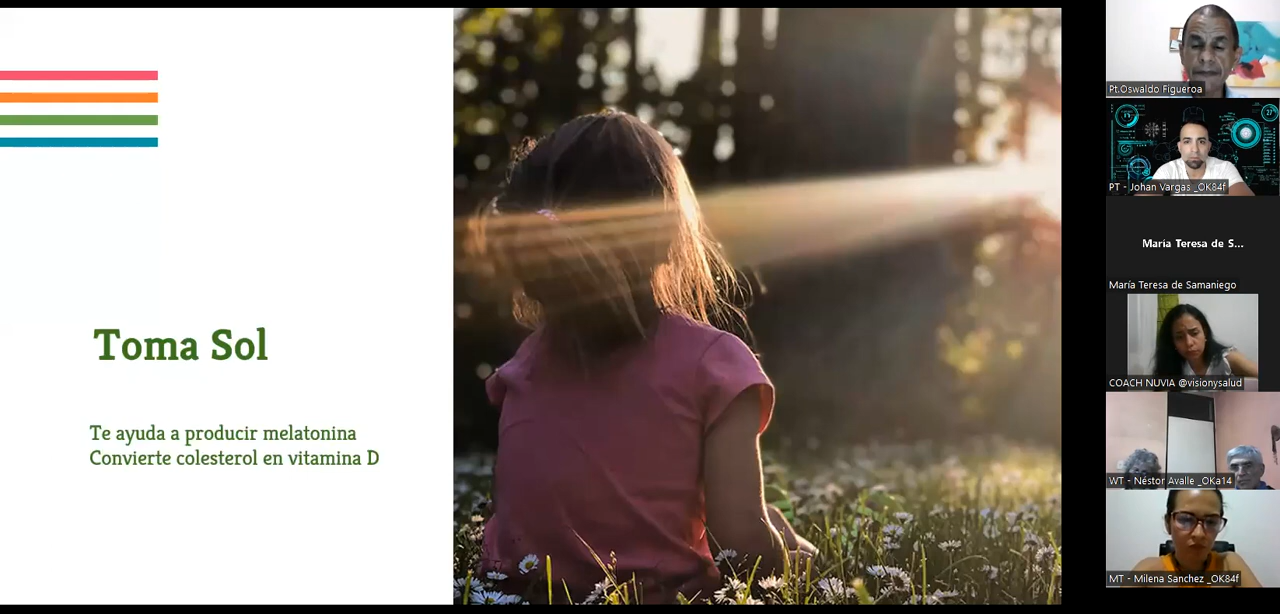 Toma Sol
Te ayuda a producir melatonina
Convierte colesterol en vitamina D
Pt.Oswaldo Figueroa
PT - Johan Vargas _OK84f
María Teresa de S...
María Teresa de Samaniego
COACH NUVIA @visionysalud
WT - Néstor Avalle _OKa14
MT - Milena Sanchez _OK84f